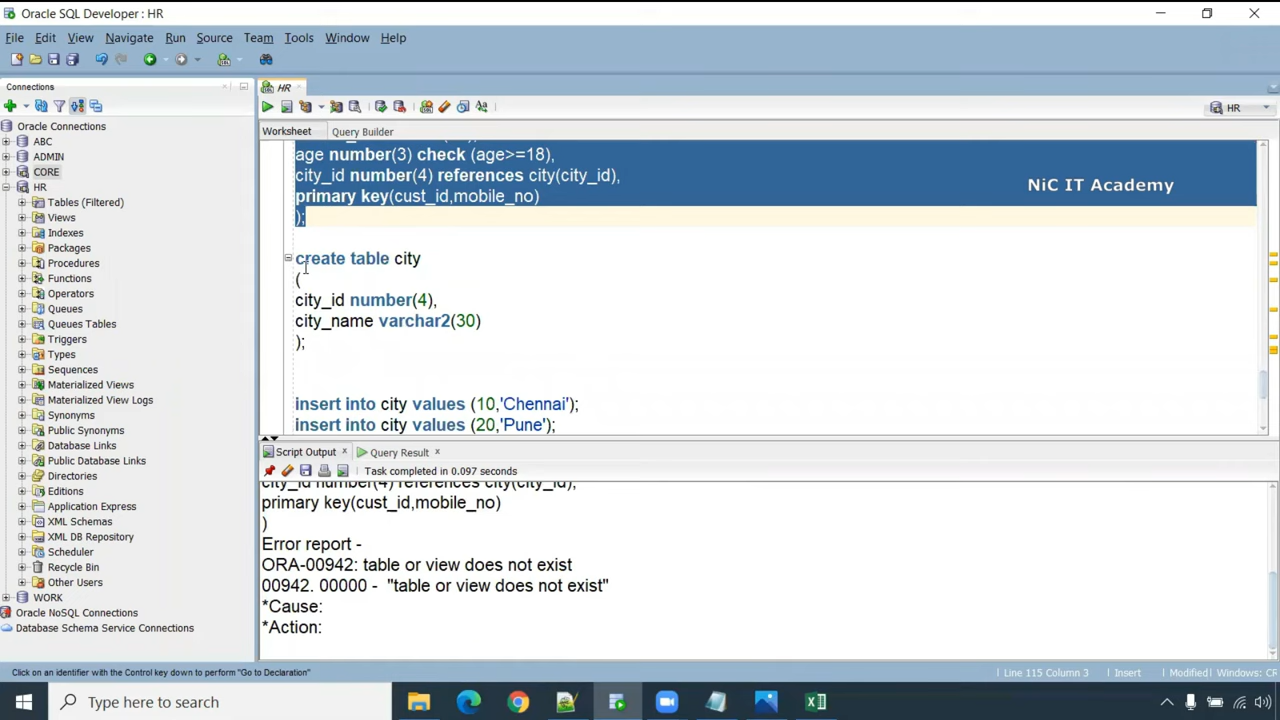 Oracle SQL Developer : HR
File Edit View Navigate Run Source Team Tools Window Help
Connections
Oracle Connections
ABC
ADMIN
CORE
HR
Tables (Filtered)
Views
Indexes
Packages
Procedures
Functions
Operators
Queues
Queues Tables
Triggers
Types
Sequences
Materialized Views
Materialized View Logs
Synonyms
Public Synonyms
Database Links
Public Database Links
Directories
Editions
Application Express
XML Schemas
XML DB Repository
Scheduler
Recycle Bin
Other Users
WORK
Oracle NoSQL Connections
Database Schema Service Connections
HR
HR
Worksheet Query Builder
age number(3) check (age>=18),
city_id number(4) references city(city_id),
primary key(cust_id,mobile_no)
);
NiC IT Academy
create table city
(
city_id number(4),
city_name varchar2(30)
);
insert into city values (10,'Chennai');
insert into city values (20,'Pune');
Script Output Query Result
Task completed in 0.097 seconds
city_id number(4) references city(city_id),
primary key(cust_id,mobile_no)
)
Error report -
ORA-00942: table or view does not exist
00942. 00000 - "table or view does not exist"
*Cause:
*Action:
Click on an identifier with the Control key down to perform "Go to Declaration"
Line 115 Column 3 Insert Modified Windows: CF
Type here to search